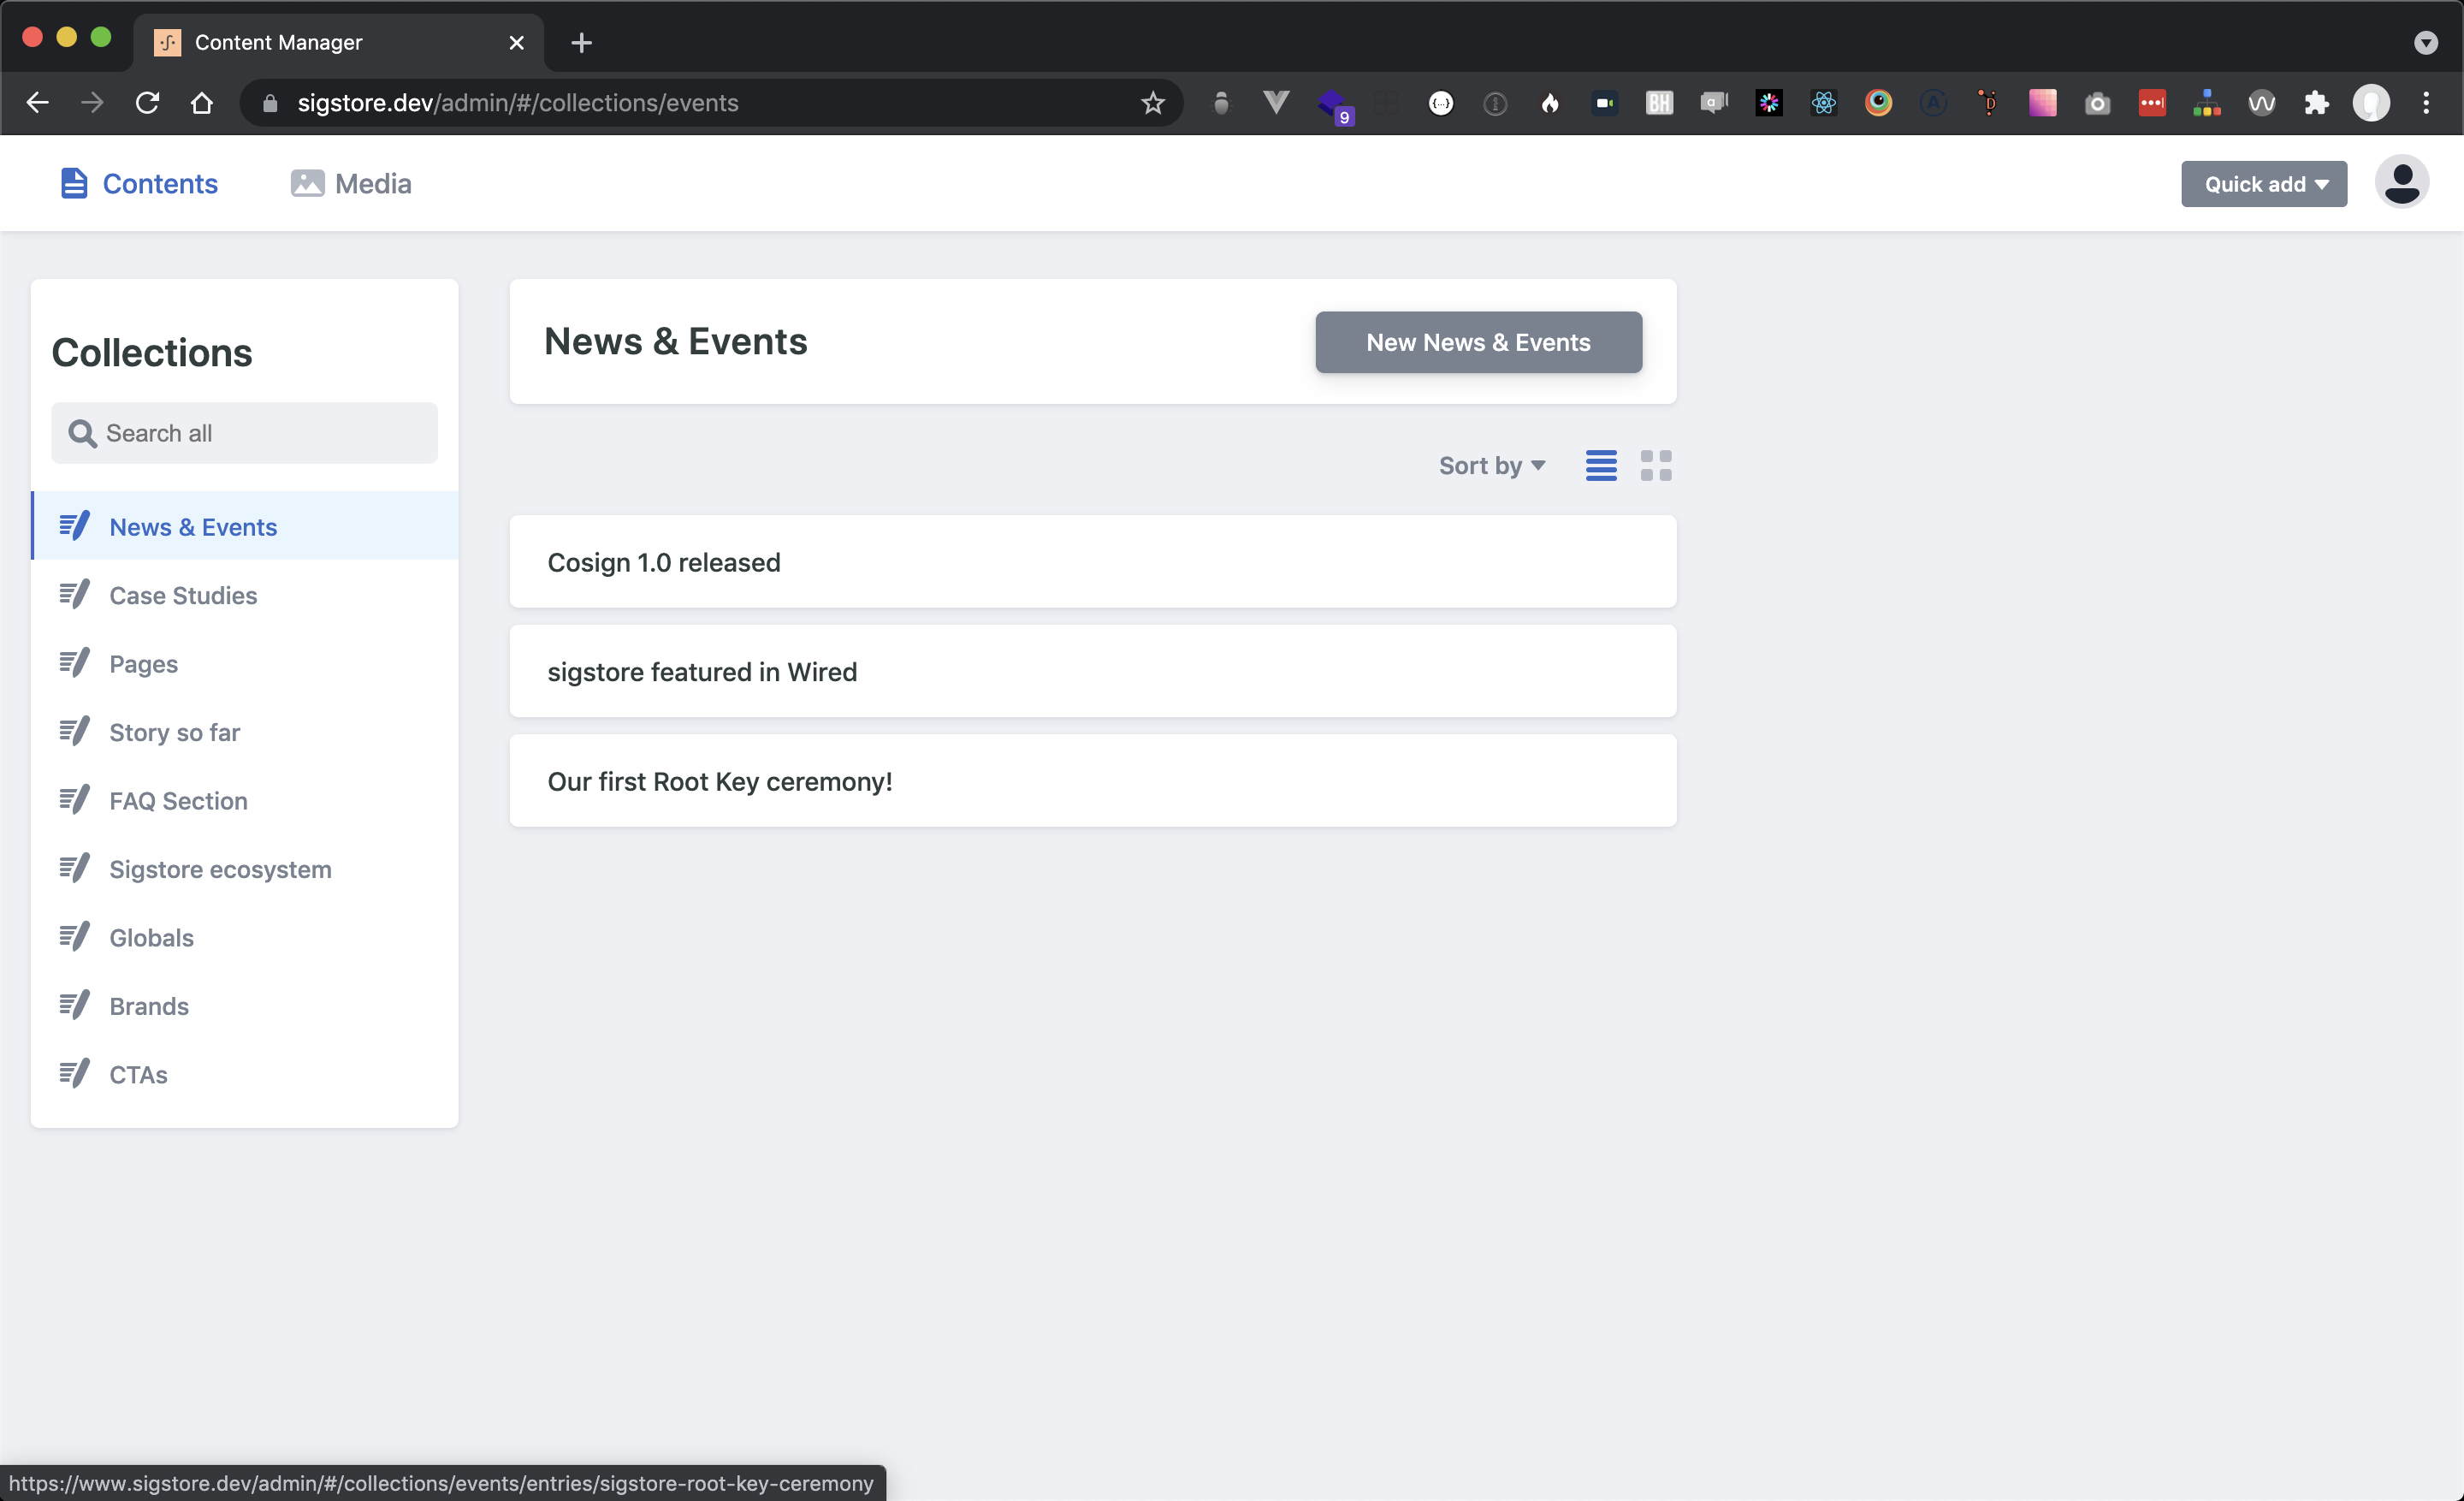 Content Manager
sigstore.dev/admin/#/collections/events
9
BH
a
A
D
Contents
Media
Quick add
Collections
Search all
News & Events
Case Studies
Pages
Story so far
FAQ Section
Sigstore ecosystem
Globals
Brands
CTAs
News & Events
New News & Events
Sort by
Cosign 1.0 released
sigstore featured in Wired
Our first Root Key ceremony!
https://www.sigstore.dev/admin/#/collections/events/entries/sigstore-root-key-ceremony